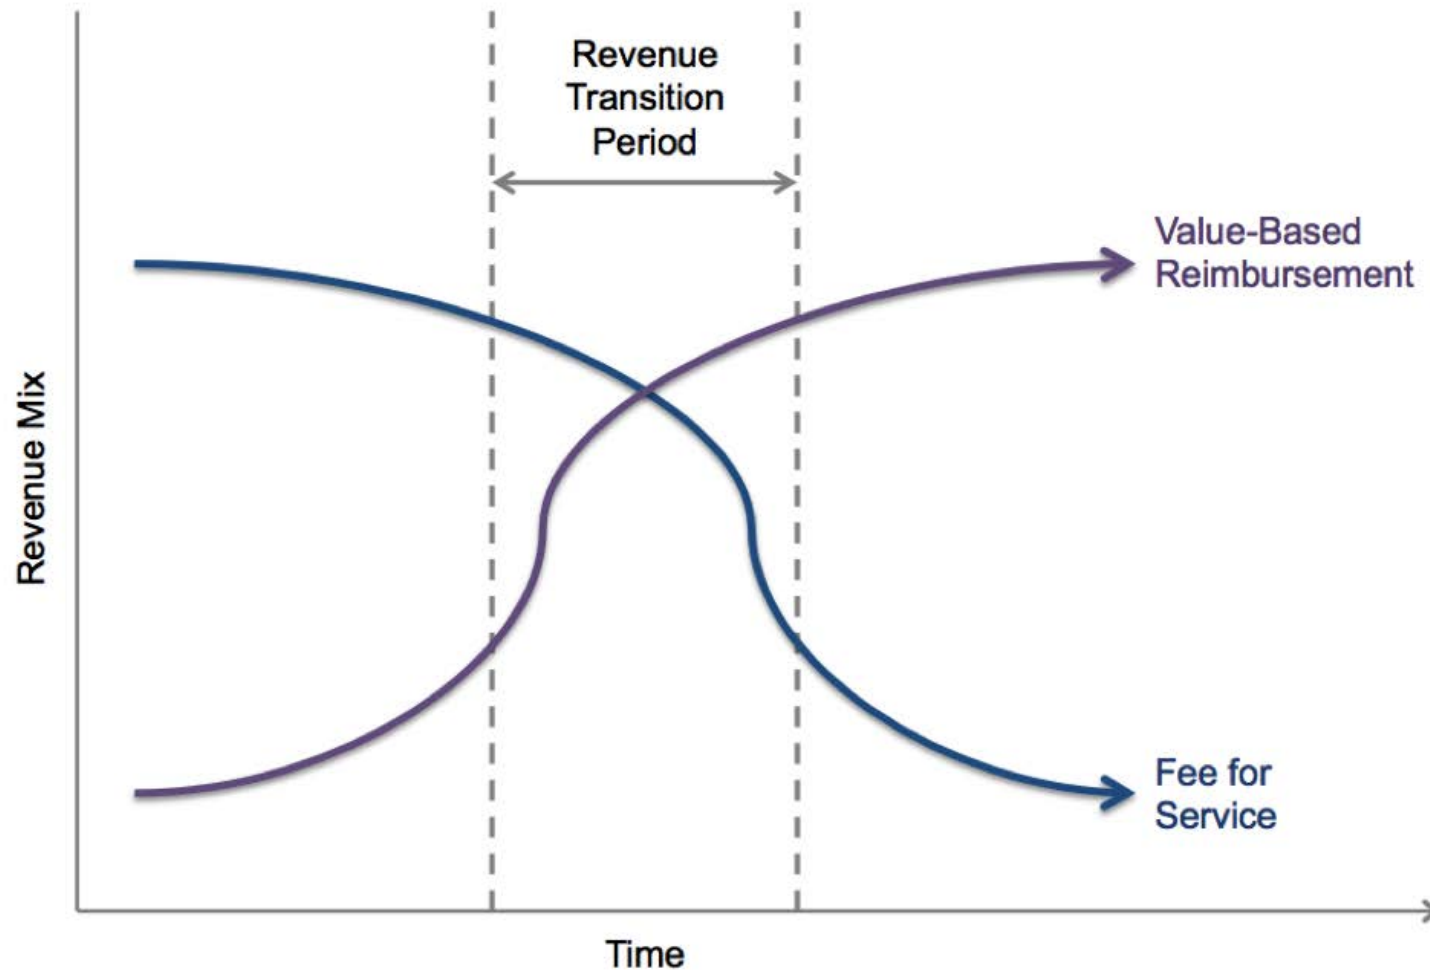 Revenue
Transition
Period
Value-Based
Reimbursement
Revenue Mix
Fee for
Service
Time